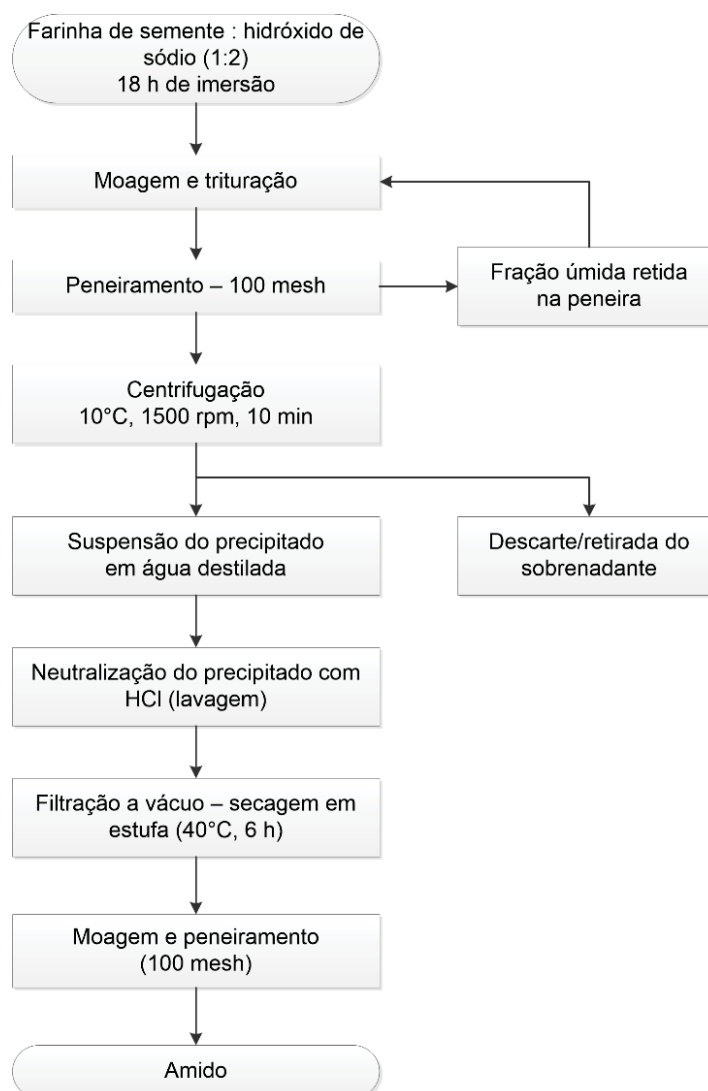 Farinha de semente : hidróxido de
sódio (1:2)
18 h de imersão
Moagem e trituração
Peneiramento – 100 mesh
Fração úmida retida
na peneira
Centrifugação
10°C, 1500 rpm, 10 min
Suspensão do precipitado
em água destilada
Descarte/retirada do
sobrenadante
Neutralização do precipitado com
HCl (lavagem)
Filtração a vácuo – secagem em
estufa (40°C, 6 h)
Moagem e peneiramento
(100 mesh)
Amido